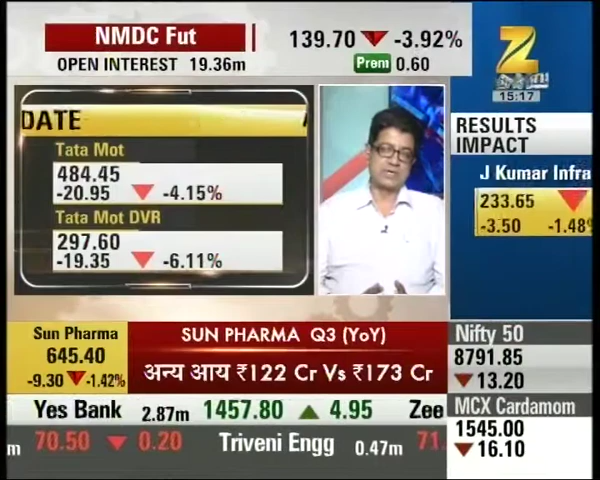 NMDC Fut
OPEN INTEREST 19.36m
139.70 -3.92%
Prem 0.60
15:17
DATE
Tata Mot
484.45
-20.95 -4.15%
Tata Mot DVR
297.60
-19.35 -6.11%
RESULTS
IMPACT
J Kumar Infra
233.65
-3.50 -1.48%
Sun Pharma
645.40
-9.30 -1.42%
SUN PHARMA Q3 (YoY)
अन्य आय ₹122 Cr Vs ₹173 Cr
Nifty 50
8791.85
13.20
MCX Cardamom
1545.00
16.10
Yes Bank 2.87m 1457.80 4.95 Zee
m 70.50 0.20 Triveni Engg 0.47m 71.